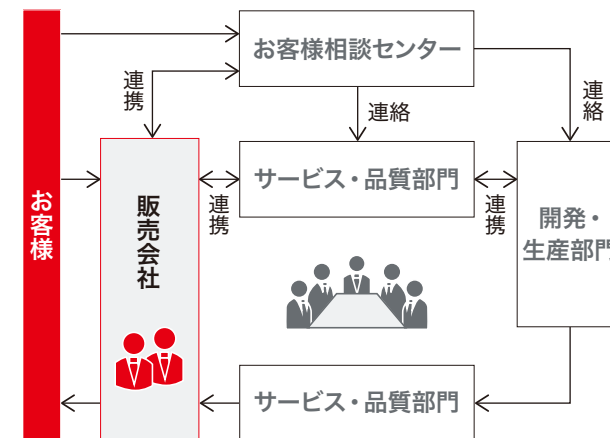 お客様相談センター
連携
連絡
連絡
お客様
販売会社
サービス・品質部門
連携
連携
開発・
生産部門
サービス・品質部門